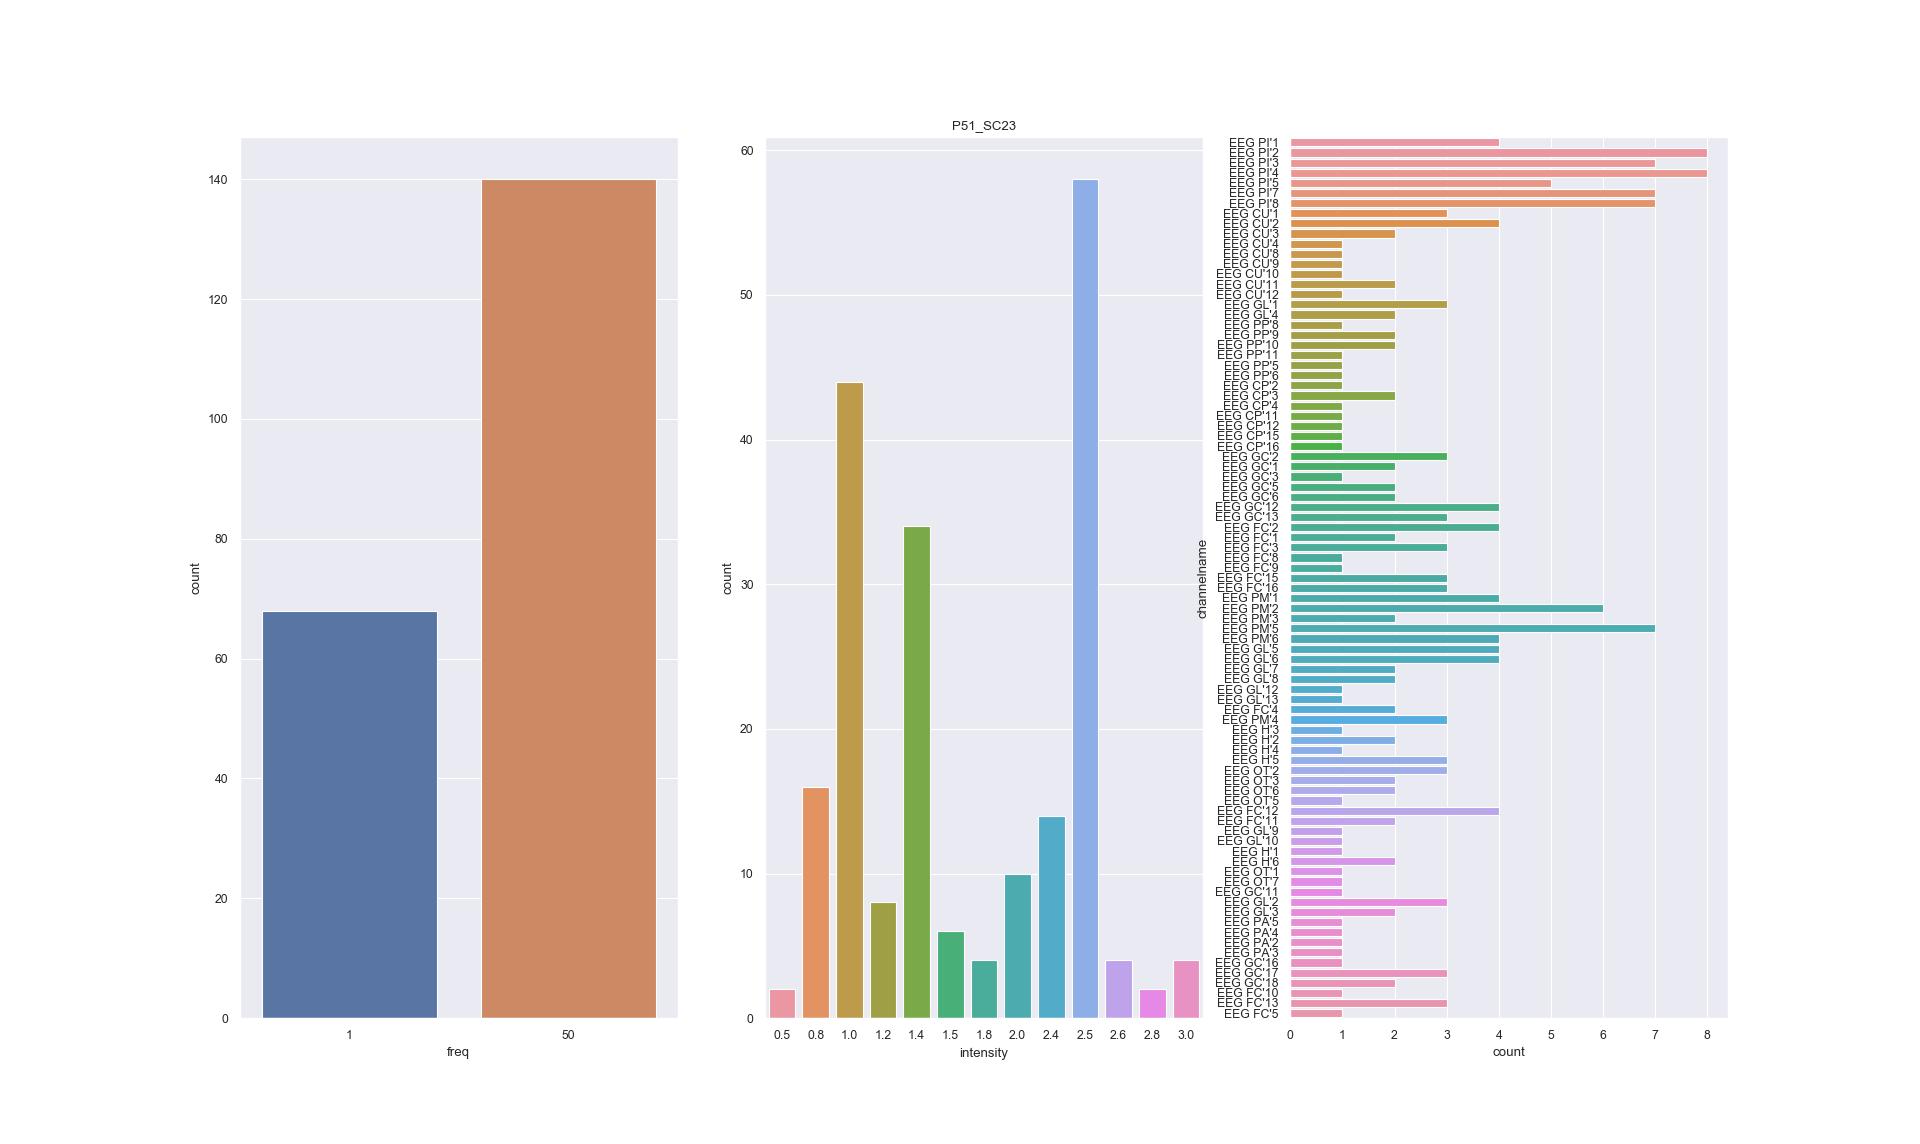 P51_SC23
140
120
100
80
60
40
20
0
count
1
50
freq
60
50
40
30
20
10
0
count
0.5
0.8
1.0
1.2
1.4
1.5
1.8
2.0
2.4
2.5
2.6
2.8
3.0
intensity
channelname
EEG PI'1
EEG PI'2
EEG PI'3
EEG PI'4
EEG PI'5
EEG PI'7
EEG PI'8
EEG CU'1
EEG CU'2
EEG CU'3
EEG CU'4
EEG CU'8
EEG CU'9
EEG CU'10
EEG CU'11
EEG CU'12
EEG GL'1
EEG GL'4
EEG PP'8
EEG PP'9
EEG PP'10
EEG PP'11
EEG PP'5
EEG PP'6
EEG CP'2
EEG CP'3
EEG CP'4
EEG CP'11
EEG CP'12
EEG CP'15
EEG CP'16
EEG GC'2
EEG GC'1
EEG GC'3
EEG GC'5
EEG GC'6
EEG GC'12
EEG GC'13
EEG FC'2
EEG FC'1
EEG FC'3
EEG FC'8
EEG FC'9
EEG FC'15
EEG FC'16
EEG PM'1
EEG PM'2
EEG PM'3
EEG PM'5
EEG PM'6
EEG GL'5
EEG GL'6
EEG GL'7
EEG GL'8
EEG GL'12
EEG GL'13
EEG FC'4
EEG PM'4
EEG H'3
EEG H'2
EEG H'4
EEG H'5
EEG OT'2
EEG OT'3
EEG OT'6
EEG OT'5
EEG FC'12
EEG FC'11
EEG GL'9
EEG GL'10
EEG H'1
EEG H'6
EEG OT'1
EEG OT'7
EEG GC'11
EEG GL'2
EEG GL'3
EEG PA'5
EEG PA'4
EEG PA'2
EEG PA'3
EEG GC'16
EEG GC'17
EEG GC'18
EEG FC'10
EEG FC'13
EEG FC'5
0
1
2
3
4
5
6
7
8
count